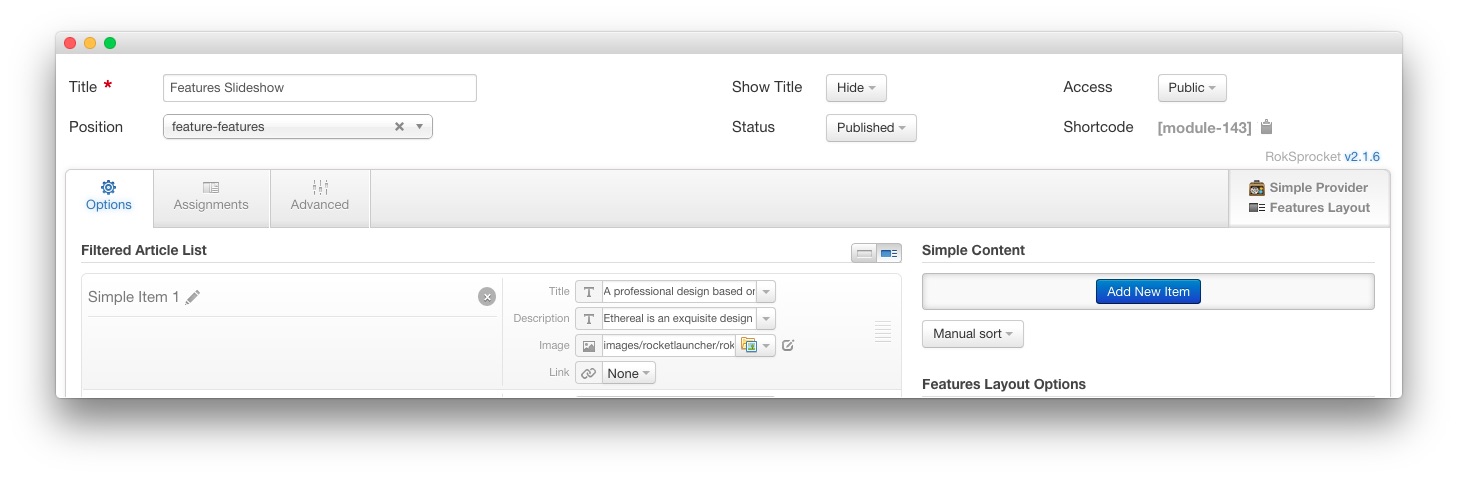 Title *
Features Slideshow
Show Title
Hide
Access
Public
Position
feature-features
Status
Published
Shortcode
[module-143]
RokSprocket v2.1.6
Options
Assignments
Advanced
Simple Provider
Features Layout
Filtered Article List
Simple Item 1
Title
A professional design based or
Description
Ethereal is an exquisite design
Image
images/rocketlauncher/rok
Link
None
Simple Content
Add New Item
Manual sort
Features Layout Options